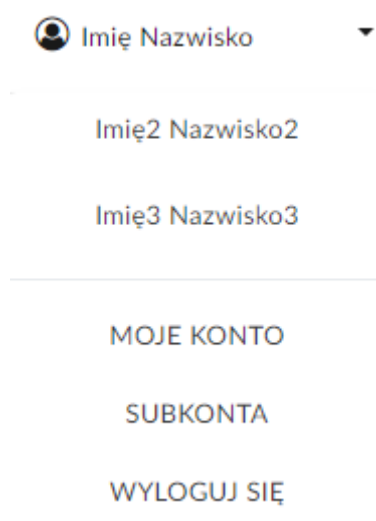 Imię Nazwisko
Imię2 Nazwisko2
Imię3 Nazwisko3
MOJE KONTO
SUBKONTA
WYLOGUJ SIĘ